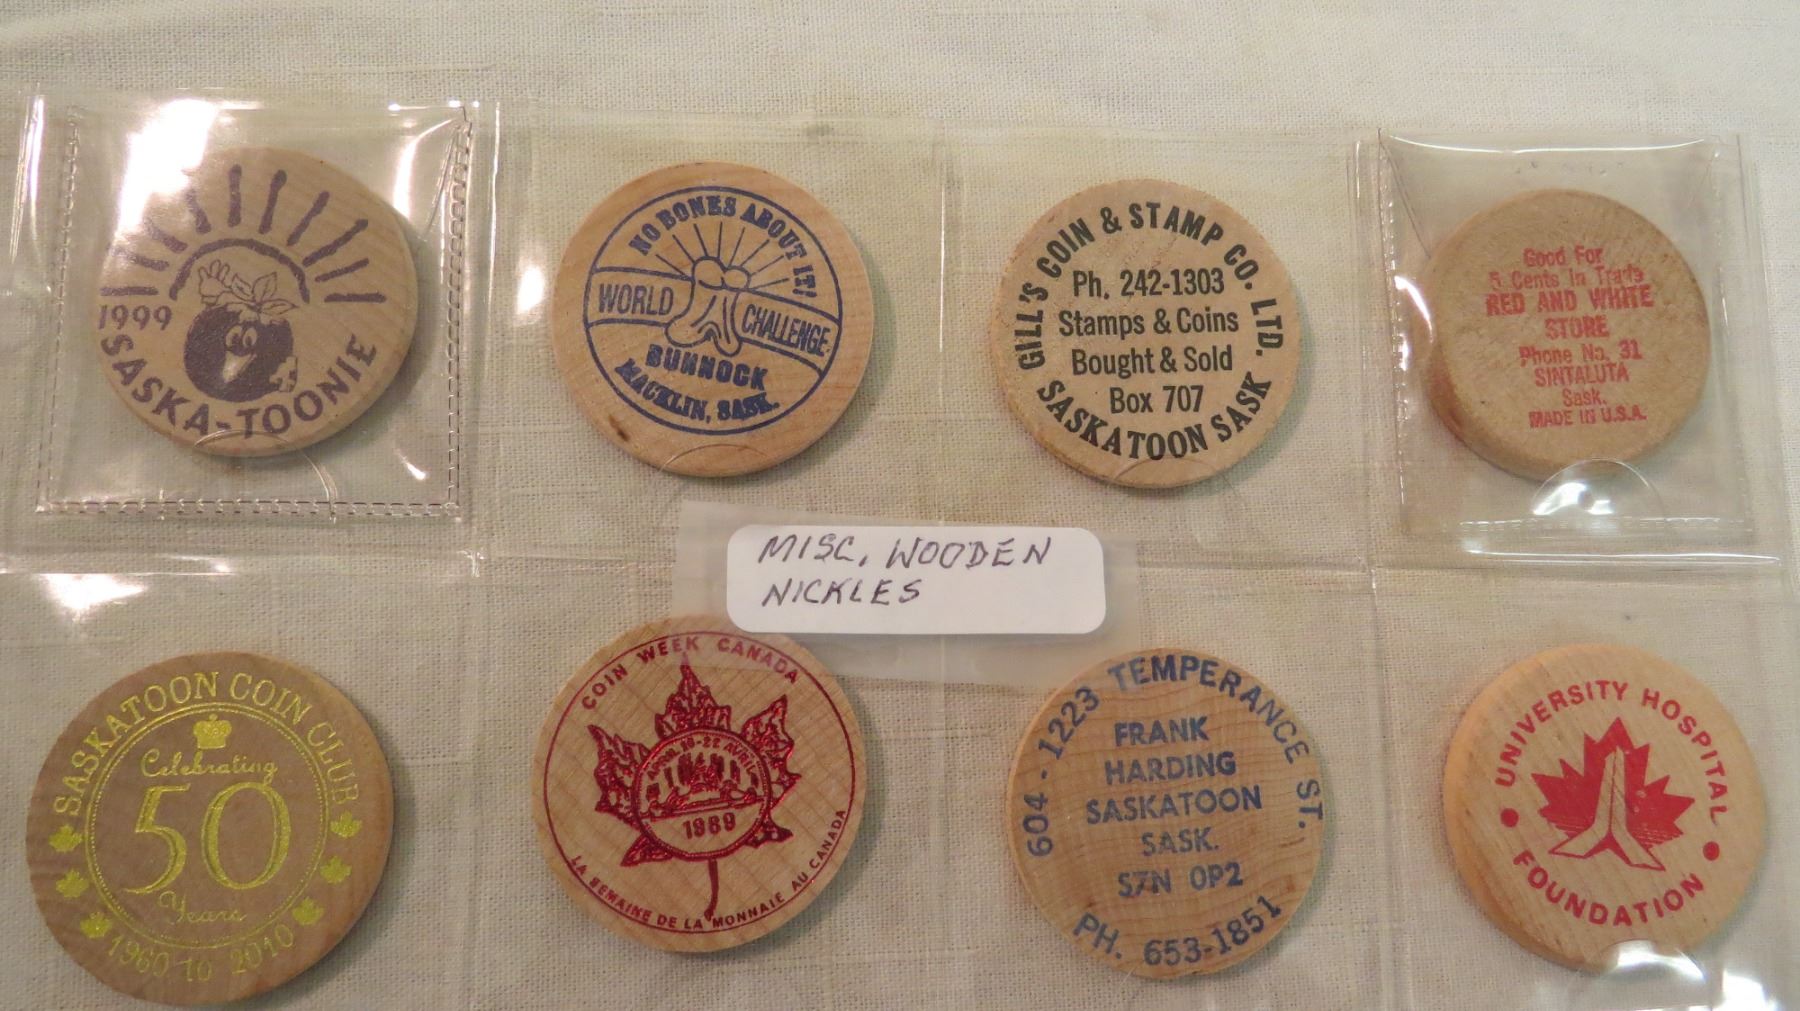 1999
SASKA-TOONIE
NO BONES ABOUT IT!
WORLD CHALLENGE
BUNNOCK
MACKLIN, SASK.
GILL'S COIN & STAMP CO. LTD.
Ph. 242-1303
Stamps & Coins
Bought & Sold
Box 707
SASKATOON SASK
Good For
5 Cents In Trade
RED AND WHITE
STORE
Phone No. 31
SINTALUTA
Sask.
MADE IN U.S.A.
MISC. WOODEN
NICKLES
SASKATOON COIN CLUB
Celebrating
50
Years
1960 to 2010
COIN WEEK CANADA
1989
LA SEMAINE DE LA MONNAIE AU CANADA
604 - 1223 TEMPERANCE ST.
FRANK
HARDING
SASKATOON
SASK.
S7N 0P2
PH. 653-1851
UNIVERSITY HOSPITAL
FOUNDATION